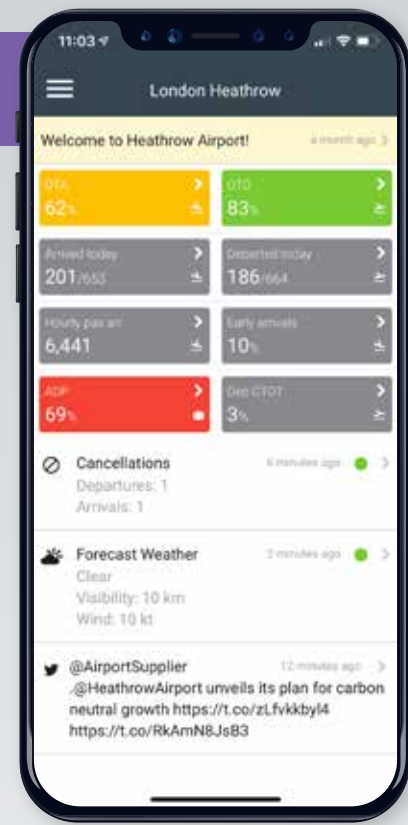 11:03
London Heathrow
Welcome to Heathrow Airport!
a month ago
OTA
62%
OTD
83%
Arrived today
201/653
Departed today
186/664
Hourly pax arr
6,441
Early arrivals
10%
ADP
69%
Dep CTOT
3%
Cancellations
6 minutes ago
Departures: 1
Arrivals: 1
Forecast Weather
2 minutes ago
Clear
Visibility: 10 km
Wind: 10 kt
@AirportSupplier
12 minutes ago
.@HeathrowAirport unveils its plan for carbon
neutral growth https://t.co/zLfvkkbyl4
https://t.co/RkAmN8JsB3